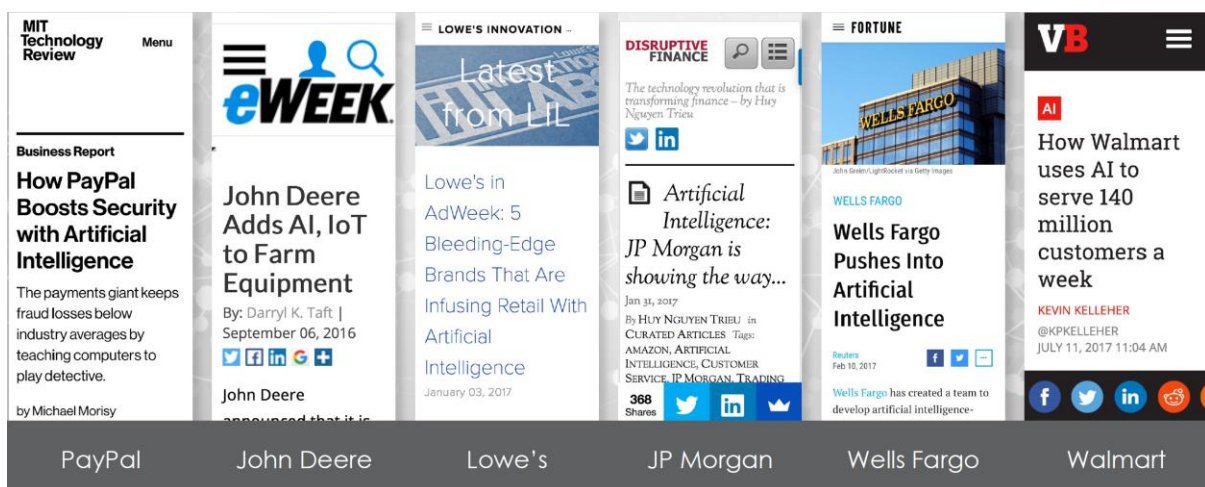 MIT
Technology
Review
Menu
Business Report
How PayPal
Boosts Security
with Artificial
Intelligence
The payments giant keeps
fraud losses below
industry averages by
teaching computers to
play detective.
by Michael Morisy
PayPal
eWEEK.
John Deere
Adds AI, IoT
to Farm
Equipment
By: Darryl K. Taft |
September 06, 2016
John Deere
announced that it is
John Deere
LOWE'S INNOVATION
Latest
from LIL
Lowe's in
AdWeek: 5
Bleeding-Edge
Brands That Are
Infusing Retail With
Artificial
Intelligence
January 03, 2017
Lowe's
DISRUPTIVE
FINANCE
The technology revolution that is
transforming finance – by Huy
Nguyen Trieu
Artificial
Intelligence:
JP Morgan is
showing the way...
Jan 31, 2017
By HUY NGUYEN TRIEU in
CURATED ARTICLES Tags:
AMAZON, ARTIFICIAL
INTELLIGENCE, CUSTOMER
SERVICE, JP MORGAN, TRADING
368
Shares
JP Morgan
FORTUNE
WELLS FARGO
John Greim/LightRocket via Getty Images
WELLS FARGO
Wells Fargo
Pushes Into
Artificial
Intelligence
Reuters
Feb 10, 2017
Wells Fargo has created a team to
develop artificial intelligence-
Wells Fargo
VB
AI
How Walmart
uses AI to
serve 140
million
customers a
week
KEVIN KELLEHER
@KPKELLEHER
JULY 11, 2017 11:04 AM
Walmart